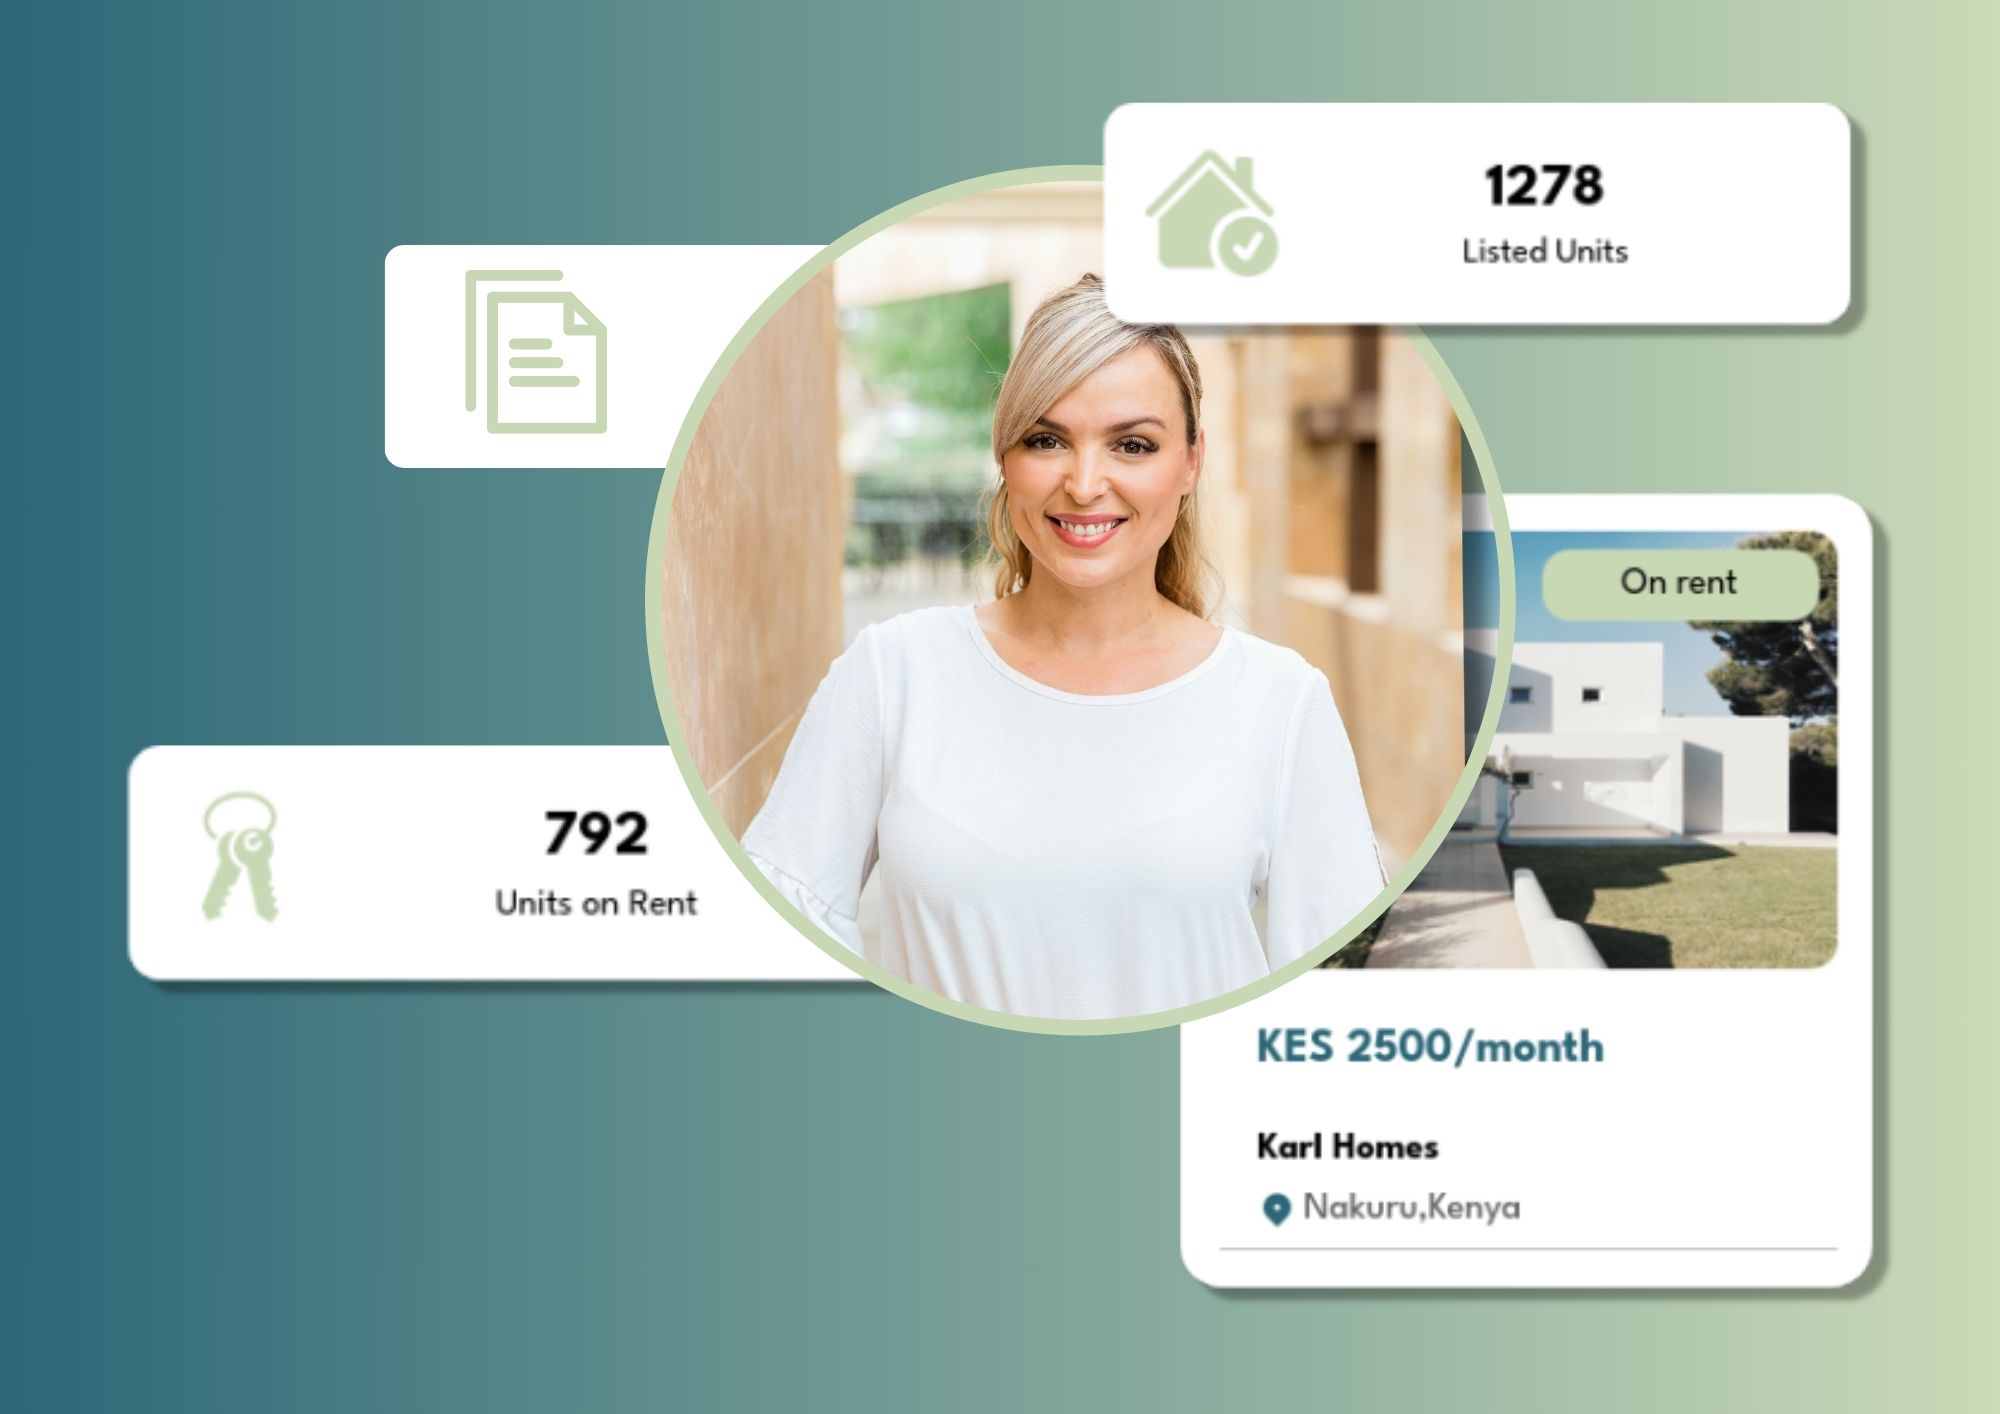 1278
Listed Units
On rent
792
Units on Rent
KES 2500/month
Karl Homes
Nakuru,Kenya